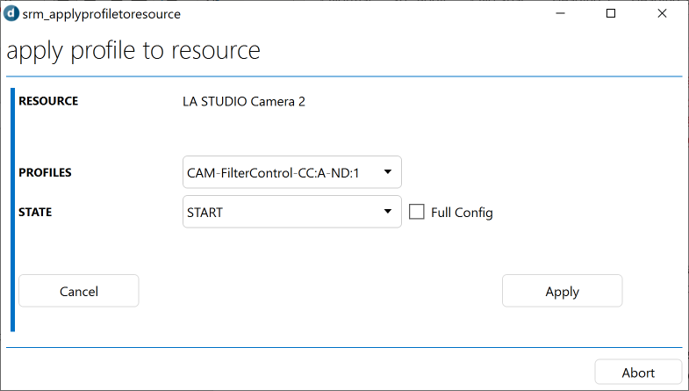 srm_applyprofiletoresource
apply profile to resource
RESOURCE LA STUDIO Camera 2
PROFILES CAM-FilterControl-CC:A-ND:1
STATE START Full Config
Cancel Apply
Abort